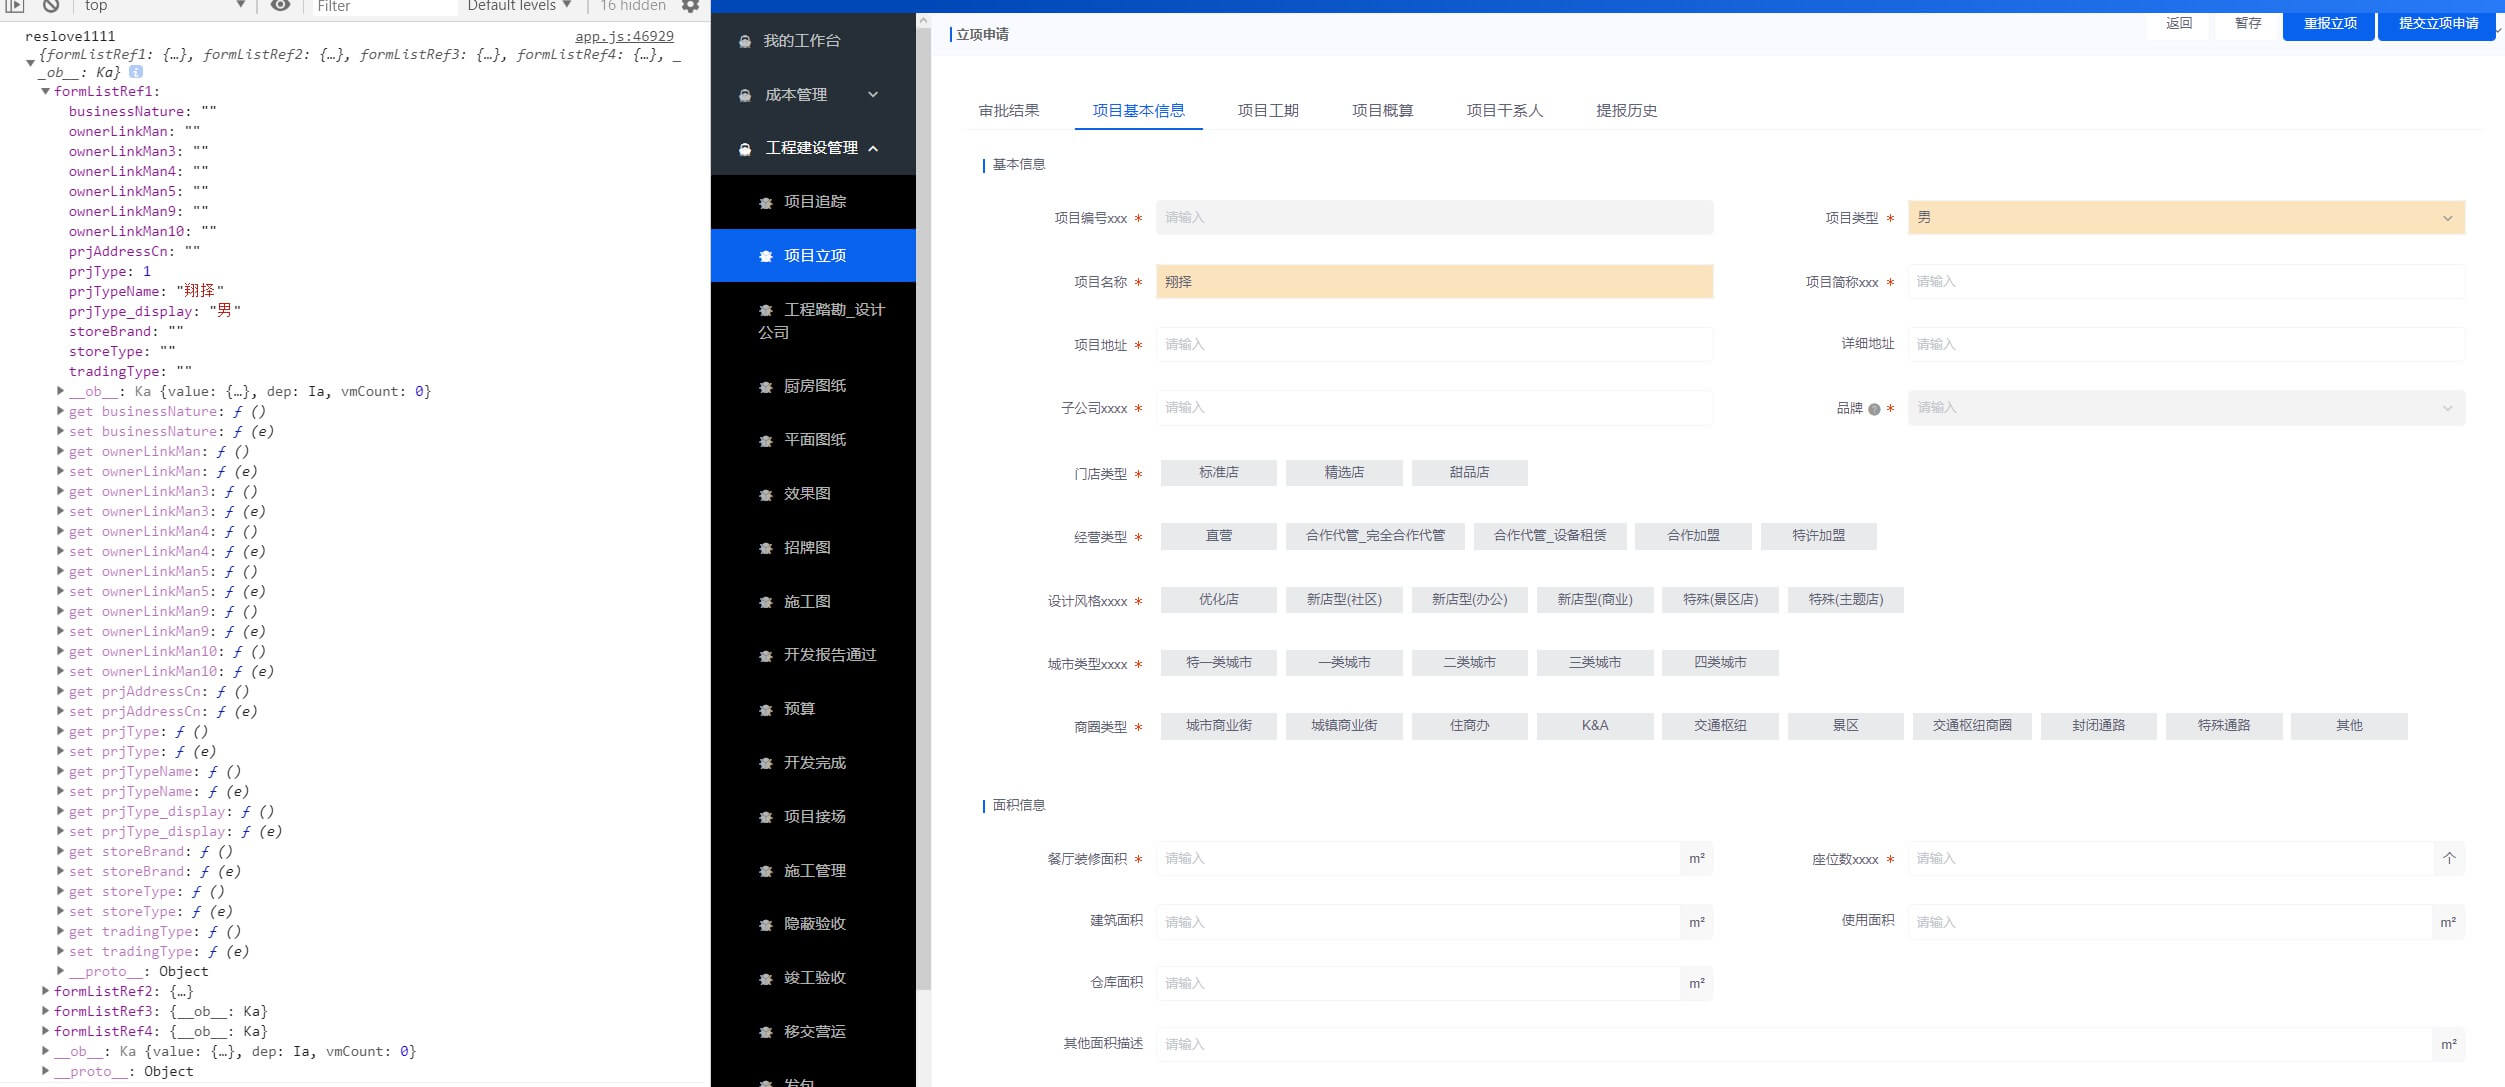 top
Filter
Default levels
16 hidden
reslove1111
app.js:46929
{formListRef1: {…}, formListRef2: {…}, formListRef3: {…}, formListRef4: {…}, _
_ob__: Ka}
formListRef1:
businessNature: ""
ownerLinkMan: ""
ownerLinkMan3: ""
ownerLinkMan4: ""
ownerLinkMan5: ""
ownerLinkMan9: ""
ownerLinkMan10: ""
prjAddressCn: ""
prjType: 1
prjTypeName: "翔择"
prjType_display: "男"
storeBrand: ""
storeType: ""
tradingType: ""
__ob__: Ka {value: {…}, dep: Ia, vmCount: 0}
get businessNature: ƒ ()
set businessNature: ƒ (e)
get ownerLinkMan: ƒ ()
set ownerLinkMan: ƒ (e)
get ownerLinkMan3: ƒ ()
set ownerLinkMan3: ƒ (e)
get ownerLinkMan4: ƒ ()
set ownerLinkMan4: ƒ (e)
get ownerLinkMan5: ƒ ()
set ownerLinkMan5: ƒ (e)
get ownerLinkMan9: ƒ ()
set ownerLinkMan9: ƒ (e)
get ownerLinkMan10: ƒ ()
set ownerLinkMan10: ƒ (e)
get prjAddressCn: ƒ ()
set prjAddressCn: ƒ (e)
get prjType: ƒ ()
set prjType: ƒ (e)
get prjTypeName: ƒ ()
set prjTypeName: ƒ (e)
get prjType_display: ƒ ()
set prjType_display: ƒ (e)
get storeBrand: ƒ ()
set storeBrand: ƒ (e)
get storeType: ƒ ()
set storeType: ƒ (e)
get tradingType: ƒ ()
set tradingType: ƒ (e)
__proto__: Object
formListRef2: {…}
formListRef3: {__ob__: Ka}
formListRef4: {__ob__: Ka}
__ob__: Ka {value: {…}, dep: Ia, vmCount: 0}
__proto__: Object
我的工作台
成本管理
工程建设管理
项目追踪
项目立项
工程踏勘_设计
公司
厨房图纸
平面图纸
效果图
招牌图
施工图
开发报告通过
预算
开发完成
项目接场
施工管理
隐蔽验收
竣工验收
移交营运
发包
立项申请
返回 暂存 重报立项 提交立项申请
审批结果 项目基本信息 项目工期 项目概算 项目干系人 提报历史
基本信息
项目编号xxx * 请输入 项目类型 * 男
项目名称 * 翔择 项目简称xxx * 请输入
项目地址 * 请输入 详细地址 请输入
子公司xxxx * 请输入 品牌 ? * 请输入
门店类型 * 标准店 精选店 甜品店
经营类型 * 直营 合作代管_完全合作代管 合作代管_设备租赁 合作加盟 特许加盟
设计风格xxxx * 优化店 新店型(社区) 新店型(办公) 新店型(商业) 特殊(景区店) 特殊(主题店)
城市类型xxxx * 特一类城市 一类城市 二类城市 三类城市 四类城市
商圈类型 * 城市商业街 城镇商业街 住商办 K&A 交通枢纽 景区 交通枢纽商圈 封闭通路 特殊通路 其他
面积信息
餐厅装修面积 * 请输入 m² 座位数xxxx * 请输入 个
建筑面积 请输入 m² 使用面积 请输入 m²
仓库面积 请输入 m²
其他面积描述 请输入 m²